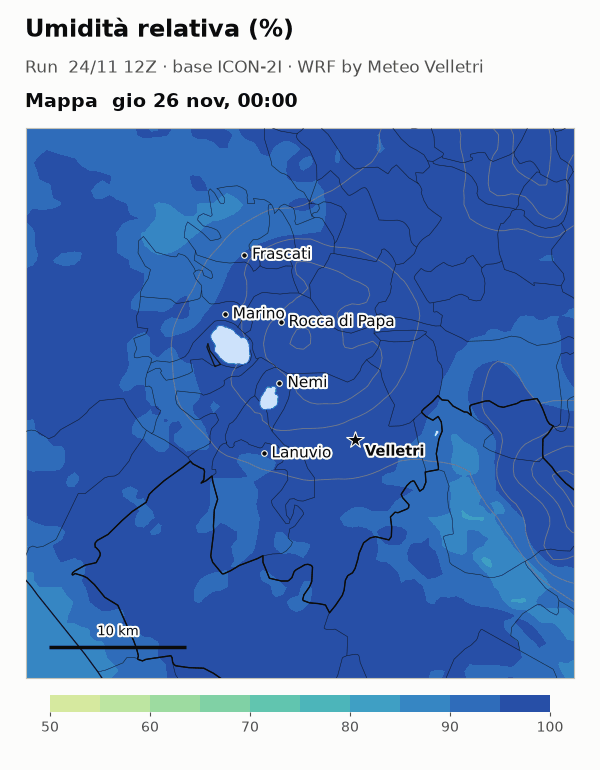 Umidità relativa (%)
Run  24/11 12Z · base ICON-2I · WRF by Meteo Velletri
Mappa  gio 26 nov, 00:00
Frascati
Marino
Rocca di Papa
Nemi
Velletri
Lanuvio
10 km
50 60 70 80 90 100